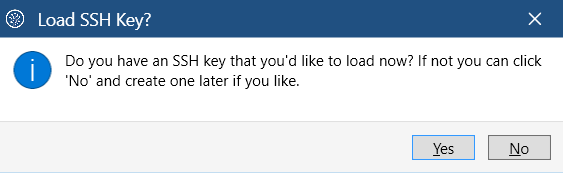 Load SSH Key?
Do you have an SSH key that you'd like to load now? If not you can click
'No' and create one later if you like.
Yes
No